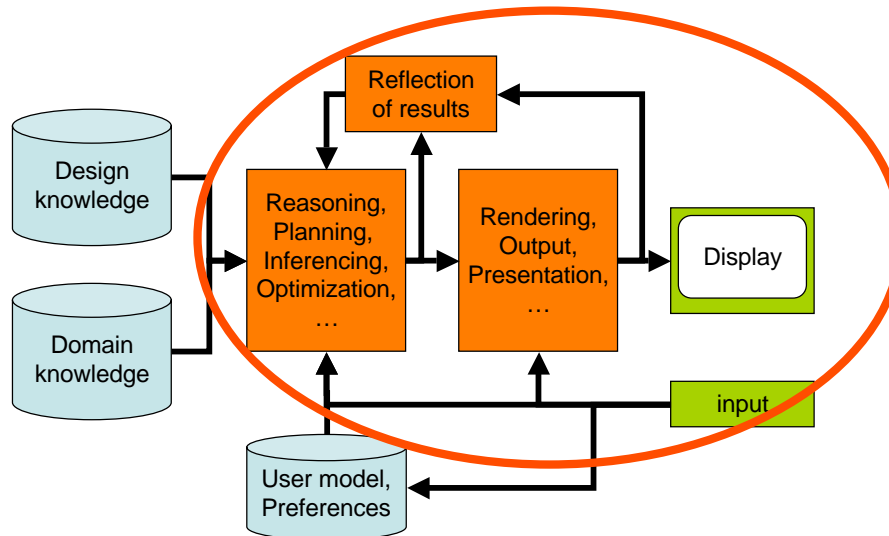 Reflection
of results
Design
knowledge
Reasoning,
Planning,
Inferencing,
Optimization,
…
Rendering,
Output,
Presentation,
…
Display
Domain
knowledge
input
User model,
Preferences